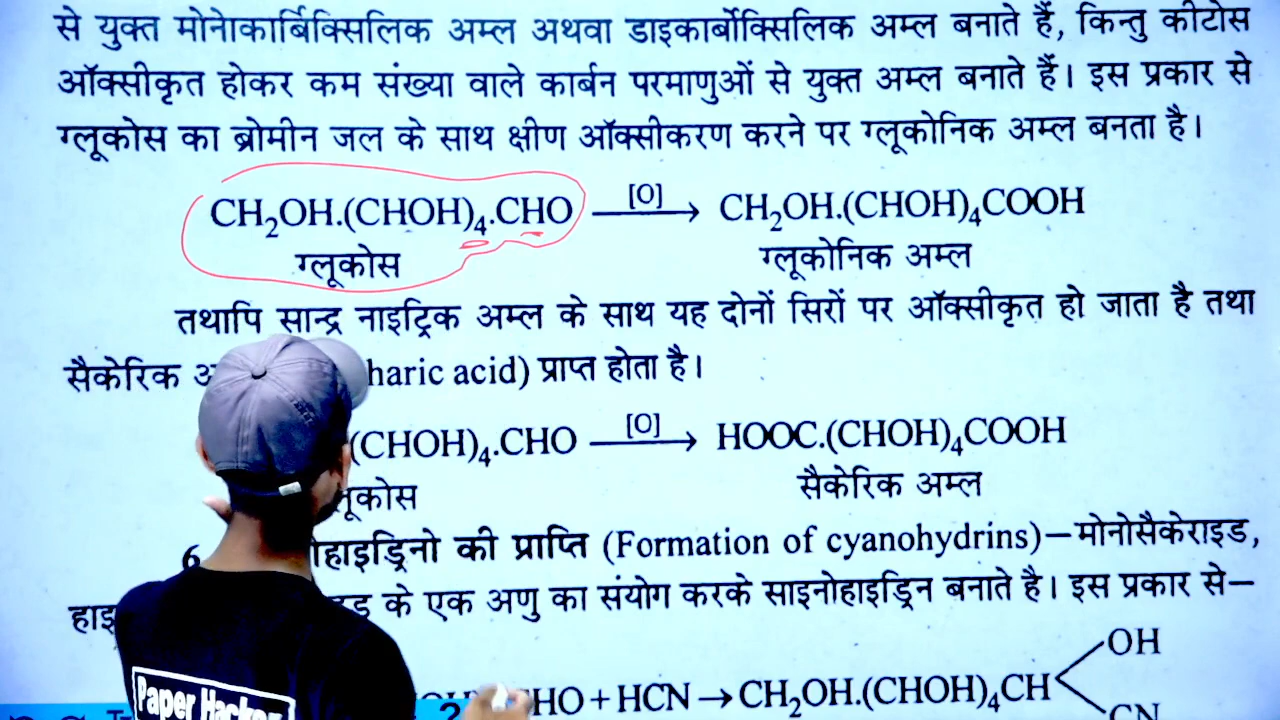 से युक्त मोनोकार्बिक्सिलिक अम्ल अथवा डाइकार्बोक्सिलिक अम्ल बनाते हैं, किन्तु कीटोस
ऑक्सीकृत होकर कम संख्या वाले कार्बन परमाणुओं से युक्त अम्ल बनाते हैं। इस प्रकार से
ग्लूकोस का ब्रोमीन जल के साथ क्षीण ऑक्सीकरण करने पर ग्लूकोनिक अम्ल बनता है।
CH₂OH.(CHOH)₄.CHO —[O]→ CH₂OH.(CHOH)₄COOH
ग्लूकोस ग्लूकोनिक अम्ल
तथापि सान्द्र नाइट्रिक अम्ल के साथ यह दोनों सिरों पर ऑक्सीकृत हो जाता है तथा
सैकेरिक haric acid) प्राप्त होता है।
(CHOH)₄.CHO —[O]→ HOOC.(CHOH)₄COOH
लूकोस सैकेरिक अम्ल
6 की प्राप्ति (Formation of cyanohydrins)—मोनोसैकेराइड,
के एक अणु का संयोग करके साइनोहाइड्रिन बनाते है। इस प्रकार से—
OH
HO + HCN → CH₂OH.(CHOH)₄CH
CN
Paper Hacker